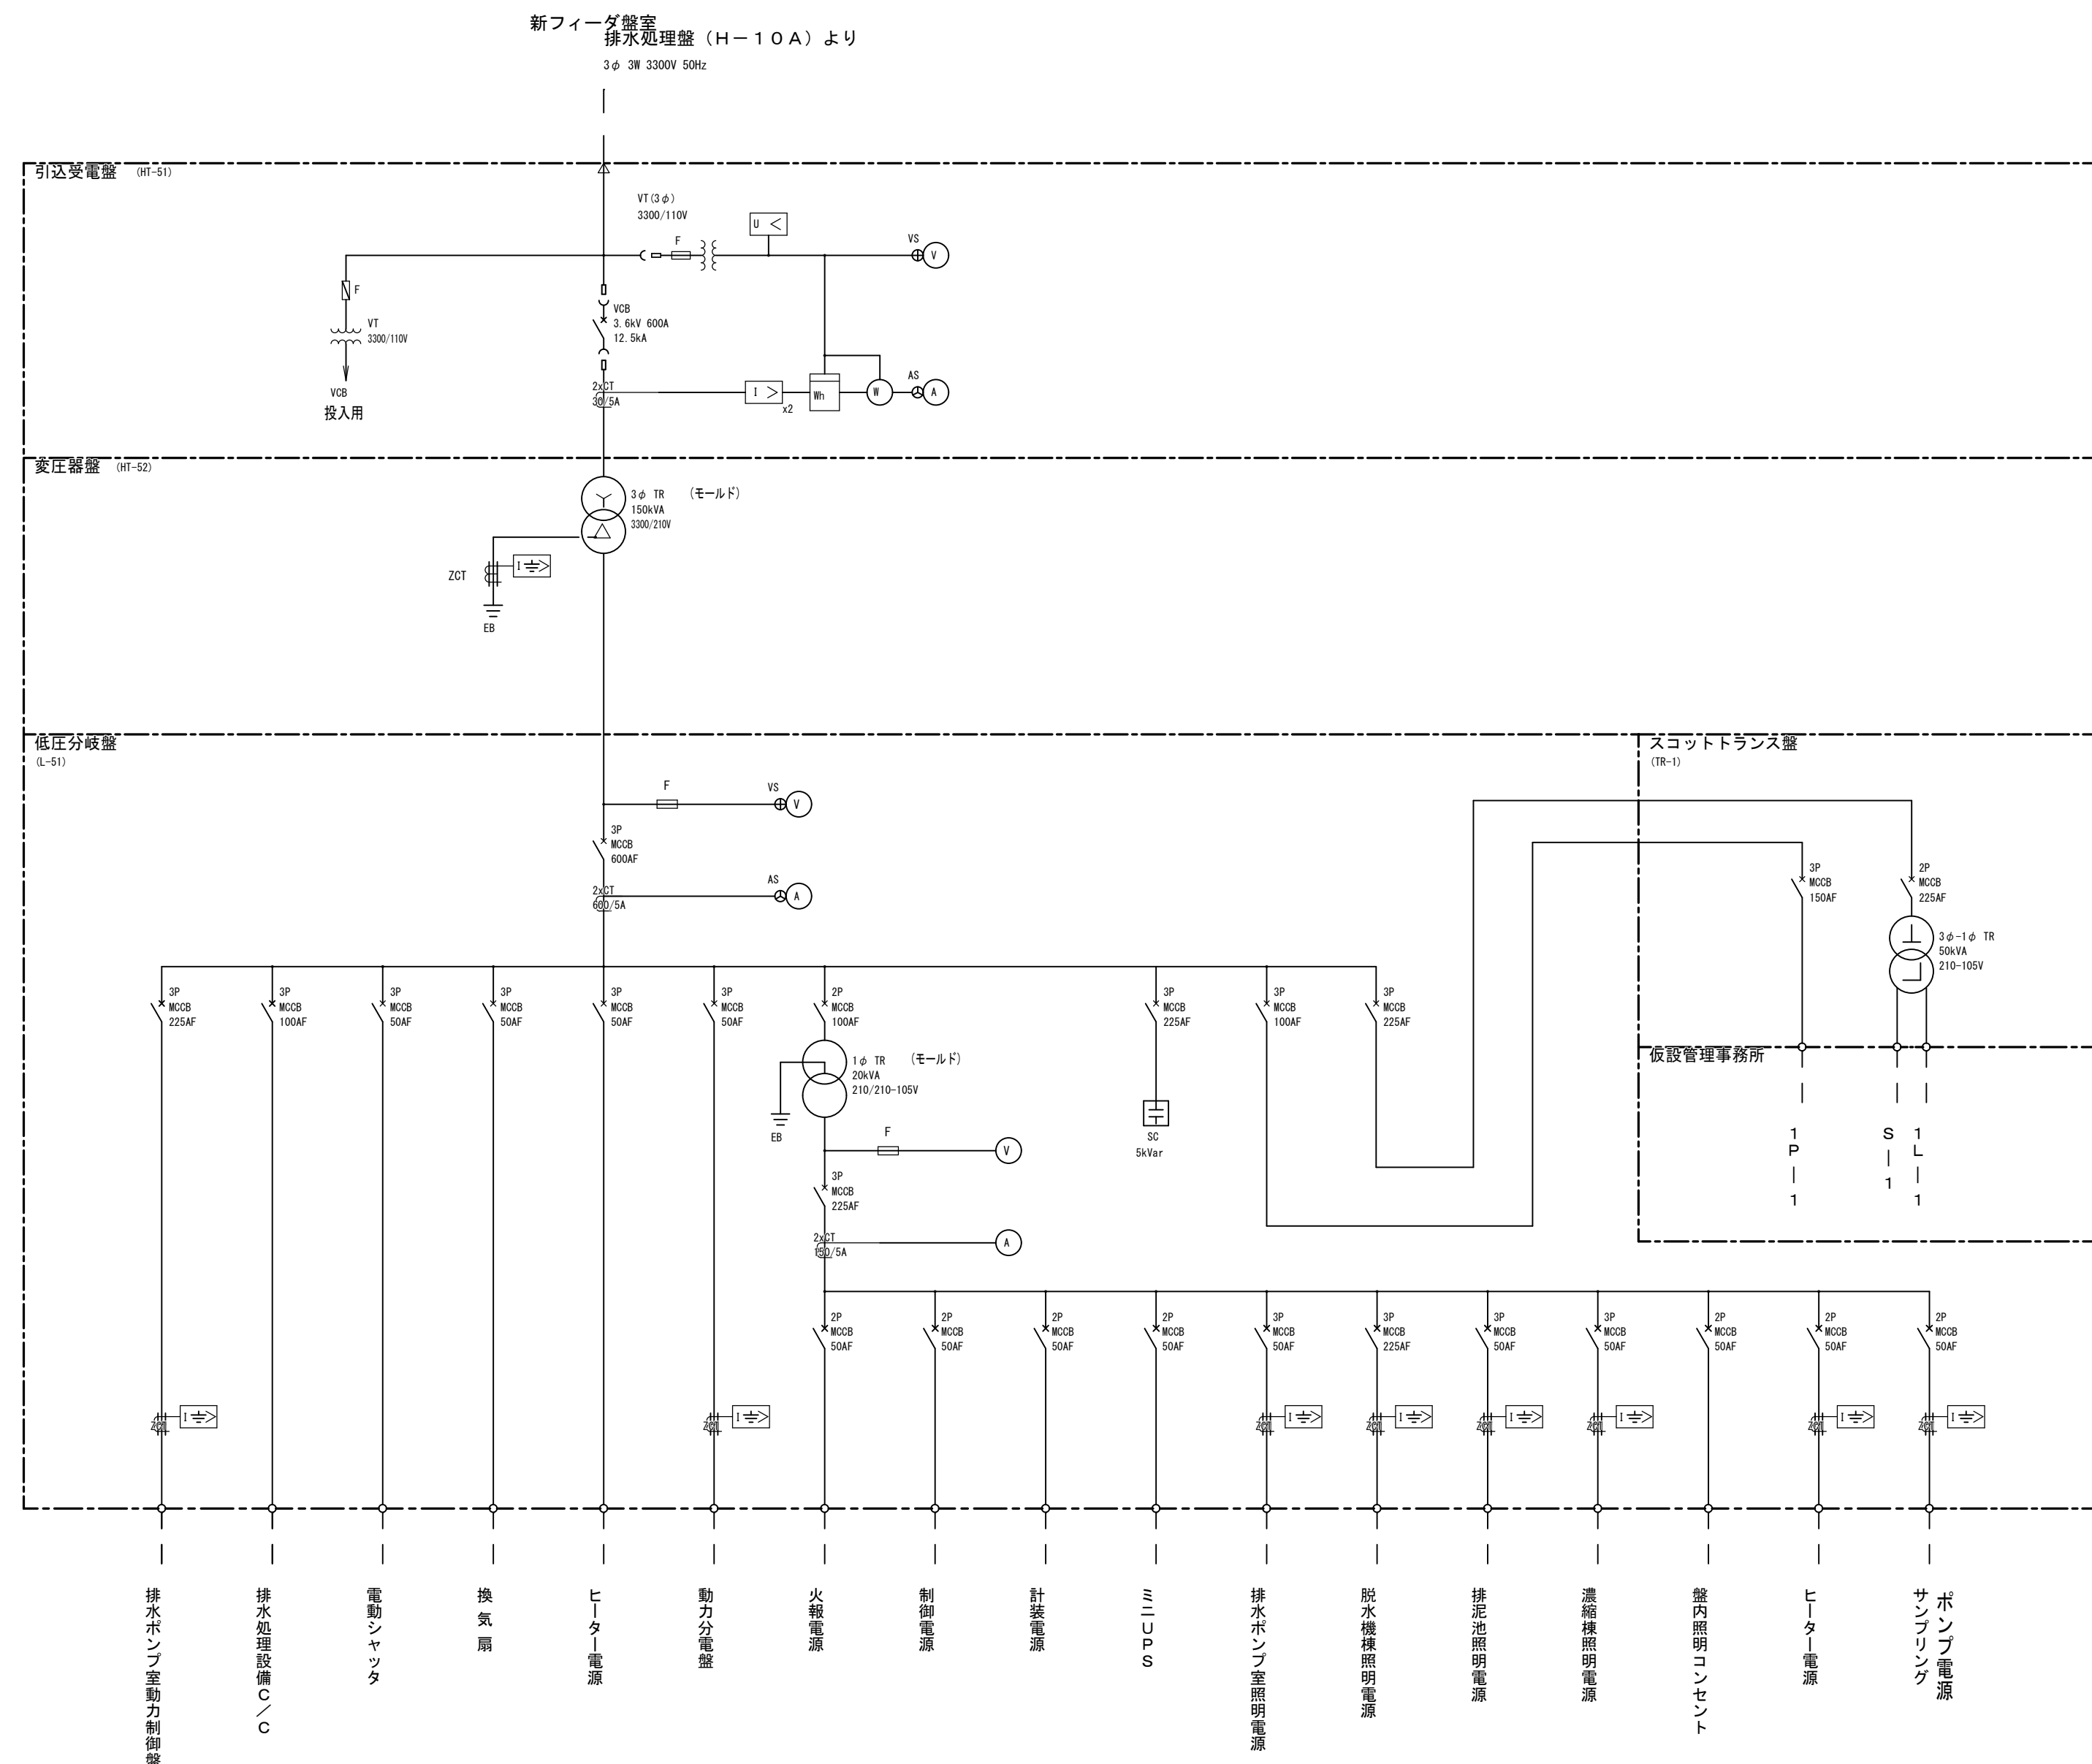 新フィーダ盤室
排水処理盤（H－10A）より
3φ 3W 3300V 50Hz
引込受電盤 (HT-51)
VT(3φ)
3300/110V
U <
F
VS
V
F
VT
3300/110V
VCB
投入用
VCB
3.6kV 600A
12.5kA
2xCT
30/5A
I >
x2
Wh
W
AS
A
変圧器盤 (HT-52)
3φ TR (モールド)
150kVA
3300/210V
ZCT
I >
EB
低圧分岐盤
(L-51)
F
VS
V
3P
MCCB
600AF
2xCT
600/5A
AS
A
スコットトランス盤
(TR-1)
3P
MCCB
150AF
2P
MCCB
225AF
3φ-1φ TR
50kVA
210-105V
仮設管理事務所
1P－1
S－1
1L－1
3P
MCCB
225AF
3P
MCCB
100AF
3P
MCCB
50AF
3P
MCCB
50AF
3P
MCCB
50AF
3P
MCCB
50AF
2P
MCCB
100AF
3P
MCCB
225AF
3P
MCCB
100AF
3P
MCCB
225AF
1φ TR (モールド)
20kVA
210/210-105V
EB
F
V
3P
MCCB
225AF
2xCT
150/5A
A
SC
5kVar
2P
MCCB
50AF
2P
MCCB
50AF
2P
MCCB
50AF
2P
MCCB
50AF
3P
MCCB
50AF
3P
MCCB
225AF
3P
MCCB
50AF
3P
MCCB
50AF
2P
MCCB
50AF
2P
MCCB
50AF
2P
MCCB
50AF
ZCT
I >
ZCT
I >
ZCT
I >
ZCT
I >
ZCT
I >
ZCT
I >
ZCT
I >
ZCT
I >
排水ポンプ室動力制御盤
排水処理設備C／C
電動シャッタ
換気扇
ヒーター電源
動力分電盤
火報電源
制御電源
計装電源
ミニUPS
排水ポンプ室照明電源
脱水機棟照明電源
排泥池照明電源
濃縮棟照明電源
盤内照明コンセント
ヒーター電源
サンプリング
ポンプ電源